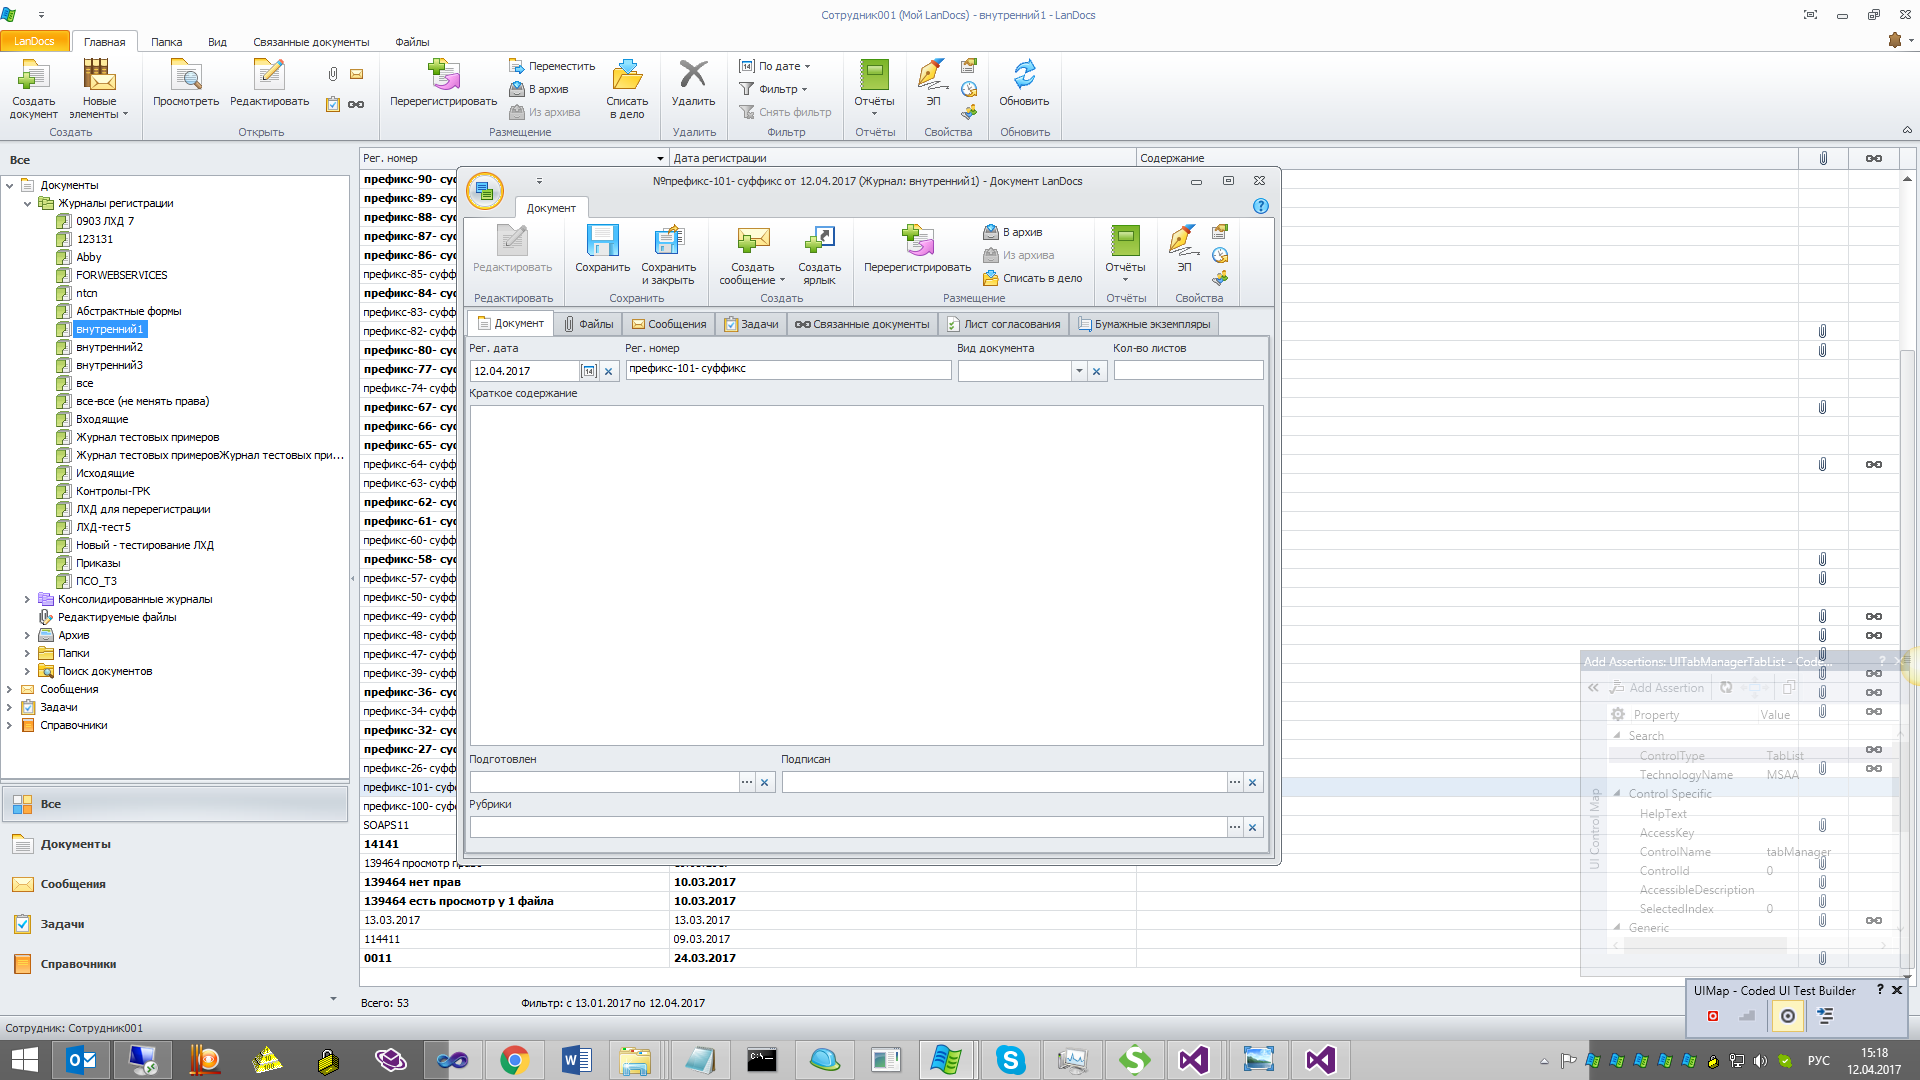 Сотрудник001 (Мой LanDocs) - внутренний1 - LanDocs
LanDocs Главная Папка Вид Связанные документы Файлы
Создать документ
Новые элементы
Создать
Просмотреть
Редактировать
Открыть
Перерегистрировать
Переместить
В архив
Из архива
Списать в дело
Размещение
Удалить
Удалить
По дате
Фильтр
Снять фильтр
Фильтр
Отчёты
Отчёты
ЭП
Свойства
Обновить
Обновить
Все
Документы
Журналы регистрации
0903 ЛХД 7
123131
Abby
FORWEBSERVICES
ntcn
Абстрактные формы
внутренний1
внутренний2
внутренний3
все
все-все (не менять права)
Входящие
Журнал тестовых примеров
Журнал тестовых примеровЖурнал тестовых при...
Исходящие
Контролы-ГРК
ЛХД для перерегистрации
ЛХД-тест5
Новый - тестирование ЛХД
Приказы
ПСО_ТЗ
Консолидированные журналы
Редактируемые файлы
Архив
Папки
Поиск документов
Сообщения
Задачи
Справочники
Все
Документы
Сообщения
Задачи
Справочники
Рег. номер Дата регистрации Содержание
префикс-90- су
префикс-89- су
префикс-88- су
префикс-87- су
префикс-86- су
префикс-85- суфф
префикс-84- су
префикс-83- суфф
префикс-82- суфф
префикс-80- су
префикс-77- су
префикс-74- суфф
префикс-67- су
префикс-66- су
префикс-65- су
префикс-64- суфф
префикс-63- суфф
префикс-62- су
префикс-61- су
префикс-60- суфф
префикс-58- су
префикс-57- суфф
префикс-50- суфф
префикс-49- суфф
префикс-48- суфф
префикс-47- суфф
префикс-39- суфф
префикс-36- су
префикс-34- суфф
префикс-32- су
префикс-27- су
префикс-26- суфф
префикс-101- суф
префикс-100- суф
SOAPS11
14141
139464 просмотр
139464 нет прав 10.03.2017
139464 есть просмотр у 1 файла 10.03.2017
13.03.2017 13.03.2017
114411 09.03.2017
0011 24.03.2017
Всего: 53 Фильтр: с 13.01.2017 по 12.04.2017
№префикс-101- суффикс от 12.04.2017 (Журнал: внутренний1) - Документ LanDocs
Документ
Редактировать
Редактировать
Сохранить
Сохранить и закрыть
Сохранить
Создать сообщение
Создать ярлык
Создать
Перерегистрировать
В архив
Из архива
Списать в дело
Размещение
Отчёты
Отчёты
ЭП
Свойства
Документ Файлы Сообщения Задачи Связанные документы Лист согласования Бумажные экземпляры
Рег. дата Рег. номер Вид документа Кол-во листов
12.04.2017 14 префикс-101- суффикс
Краткое содержание
Подготовлен Подписан
Рубрики
Add Assertions: UITabManagerTabList - Code...
Add Assertion
UI Control Map
Property Value
Search
ControlType TabList
TechnologyName MSAA
Control Specific
HelpText
AccessKey
ControlName tabManager
ControlId 0
AccessibleDescription
SelectedIndex 0
Generic
UIMap - Coded UI Test Builder
Сотрудник: Сотрудник001
РУС
15:18
12.04.2017